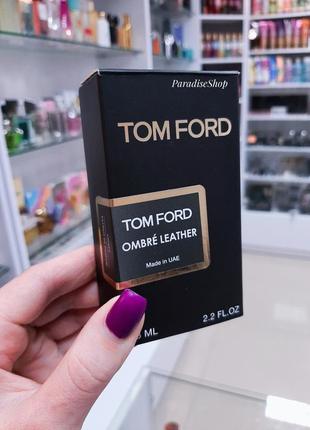 ParadiseShop
TOM FORD
TOM FORD
OMBRÉ LEATHER
Made in UAE
ML
2.2 FL.OZ